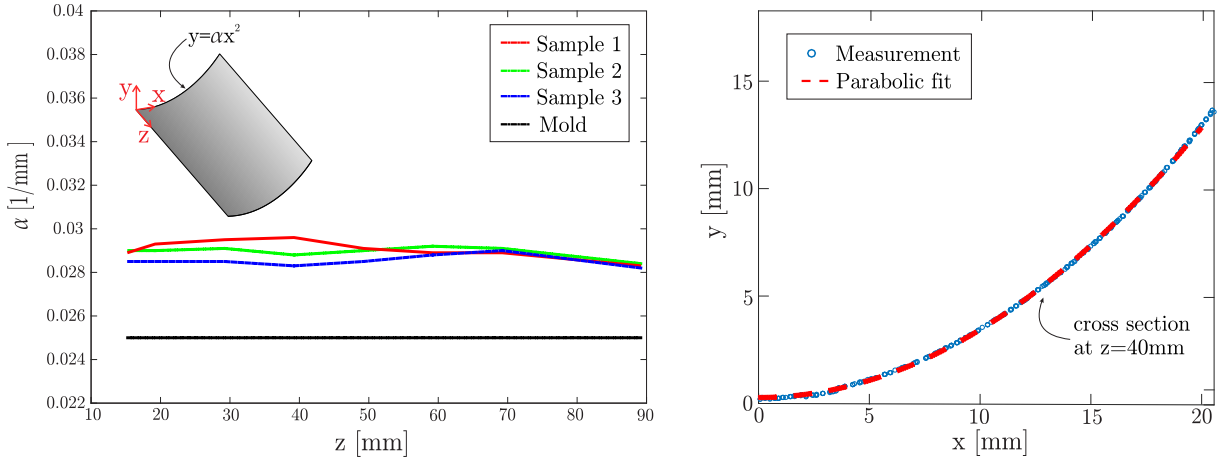 0.04
0.038
0.036
0.034
0.032
0.03
0.028
0.026
0.024
0.022
α [1/mm ]
10
20
30
40
50
60
70
80
90
z [mm]
y=αx²
y
x
z
Sample 1
Sample 2
Sample 3
Mold
15
10
5
0
y [mm]
0
5
10
15
20
x [mm]
Measurement
Parabolic fit
cross section
at z=40mm